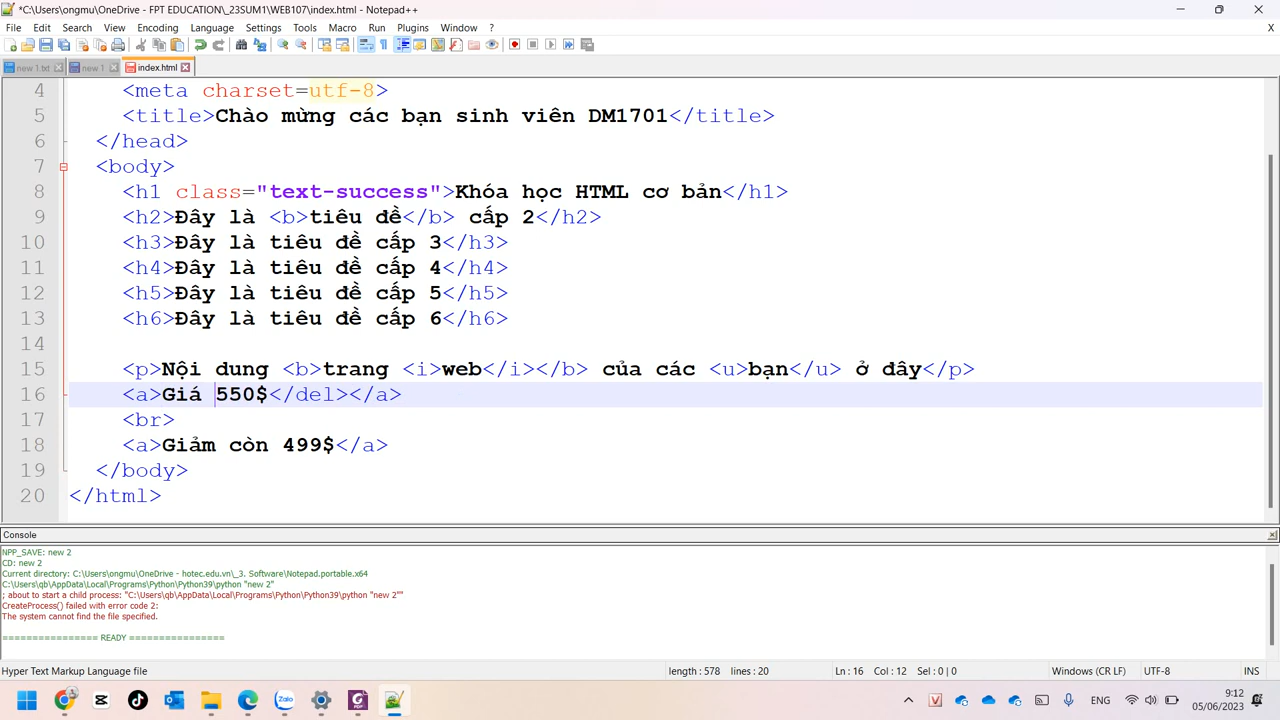 *C:\Users\ongmu\OneDrive - FPT EDUCATION\_23SUM1\WEB107\index.html - Notepad++
File Edit Search View Encoding Language Settings Tools Macro Run Plugins Window ? X
new 1.txt new 1 index.html
4 <meta charset=utf-8>
5 <title>Chào mừng các bạn sinh viên DM1701</title>
6 </head>
7 <body>
8 <h1 class="text-success">Khóa học HTML cơ bản</h1>
9 <h2>Đây là <b>tiêu đề</b> cấp 2</h2>
10 <h3>Đây là tiêu đề cấp 3</h3>
11 <h4>Đây là tiêu đề cấp 4</h4>
12 <h5>Đây là tiêu đề cấp 5</h5>
13 <h6>Đây là tiêu đề cấp 6</h6>
14
15 <p>Nội dung <b>trang <i>web</i></b> của các <u>bạn</u> ở đây</p>
16 <a>Giá 550$</del></a>
17 <br>
18 <a>Giảm còn 499$</a>
19 </body>
20 </html>
Console
NPP_SAVE: new 2
CD: new 2
Current directory: C:\Users\ongmu\OneDrive - hotec.edu.vn\_3. Software\Notepad.portable.x64
C:\Users\qb\AppData\Local\Programs\Python\Python39\python "new 2"
; about to start a child process: "C:\Users\qb\AppData\Local\Programs\Python\Python39\python "new 2""
CreateProcess() failed with error code 2:
The system cannot find the file specified.
================ READY ================
Hyper Text Markup Language file length : 578 lines : 20 Ln : 16 Col : 12 Sel : 0 | 0 Windows (CR LF) UTF-8 INS
Zalo ENG 9:12
05/06/2023